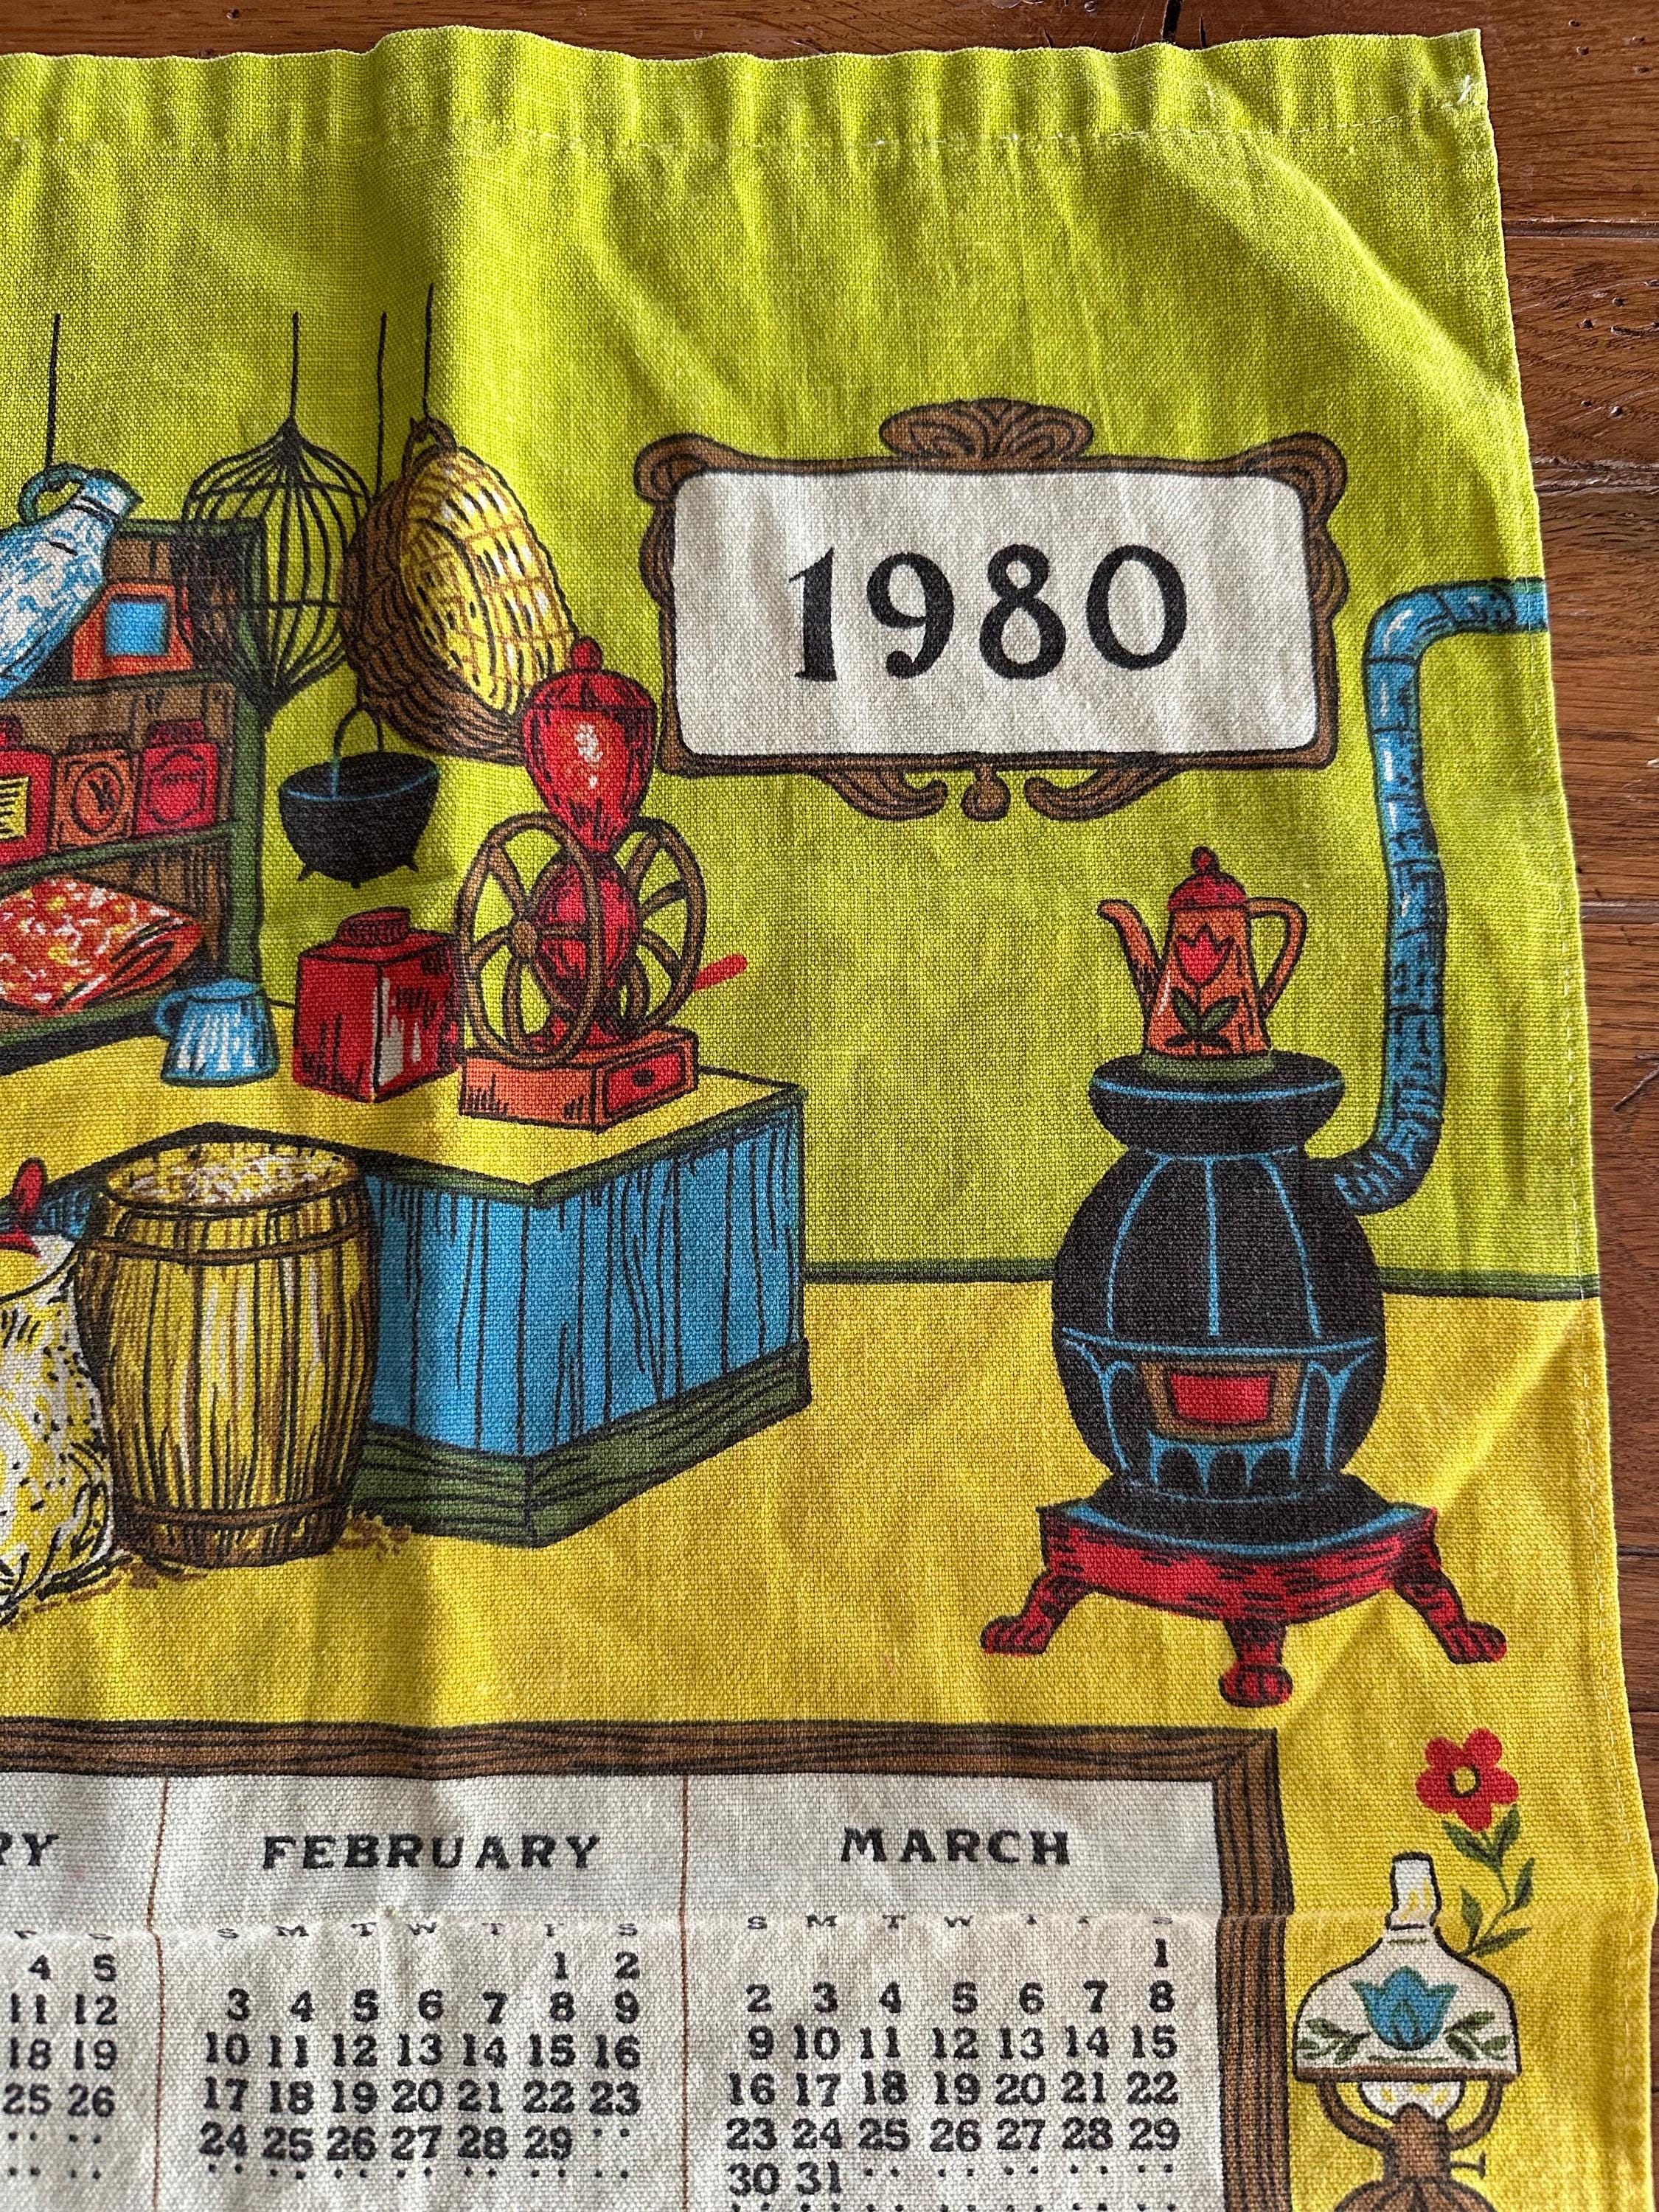 1980
RY FEBRUARY MARCH
S M T W T F S S M T W T F S
4 5 1 2 1
11 12 3 4 5 6 7 8 9 2 3 4 5 6 7 8
18 19 10 11 12 13 14 15 16 9 10 11 12 13 14 15
25 26 17 18 19 20 21 22 23 16 17 18 19 20 21 22
24 25 26 27 28 29 23 24 25 26 27 28 29
30 31